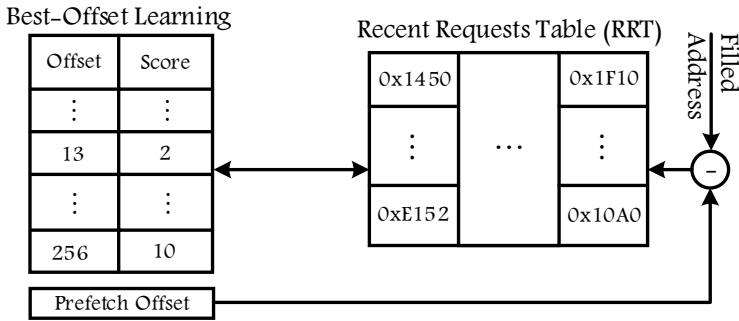 Best-Offset Learning
Offset Score
⋮ ⋮
13 2
⋮ ⋮
256 10
Prefetch Offset
Recent Requests Table (RRT)
0x1450 0x1F10
⋮ ... ⋮
0xE152 0x10A0
Filled
Address
-